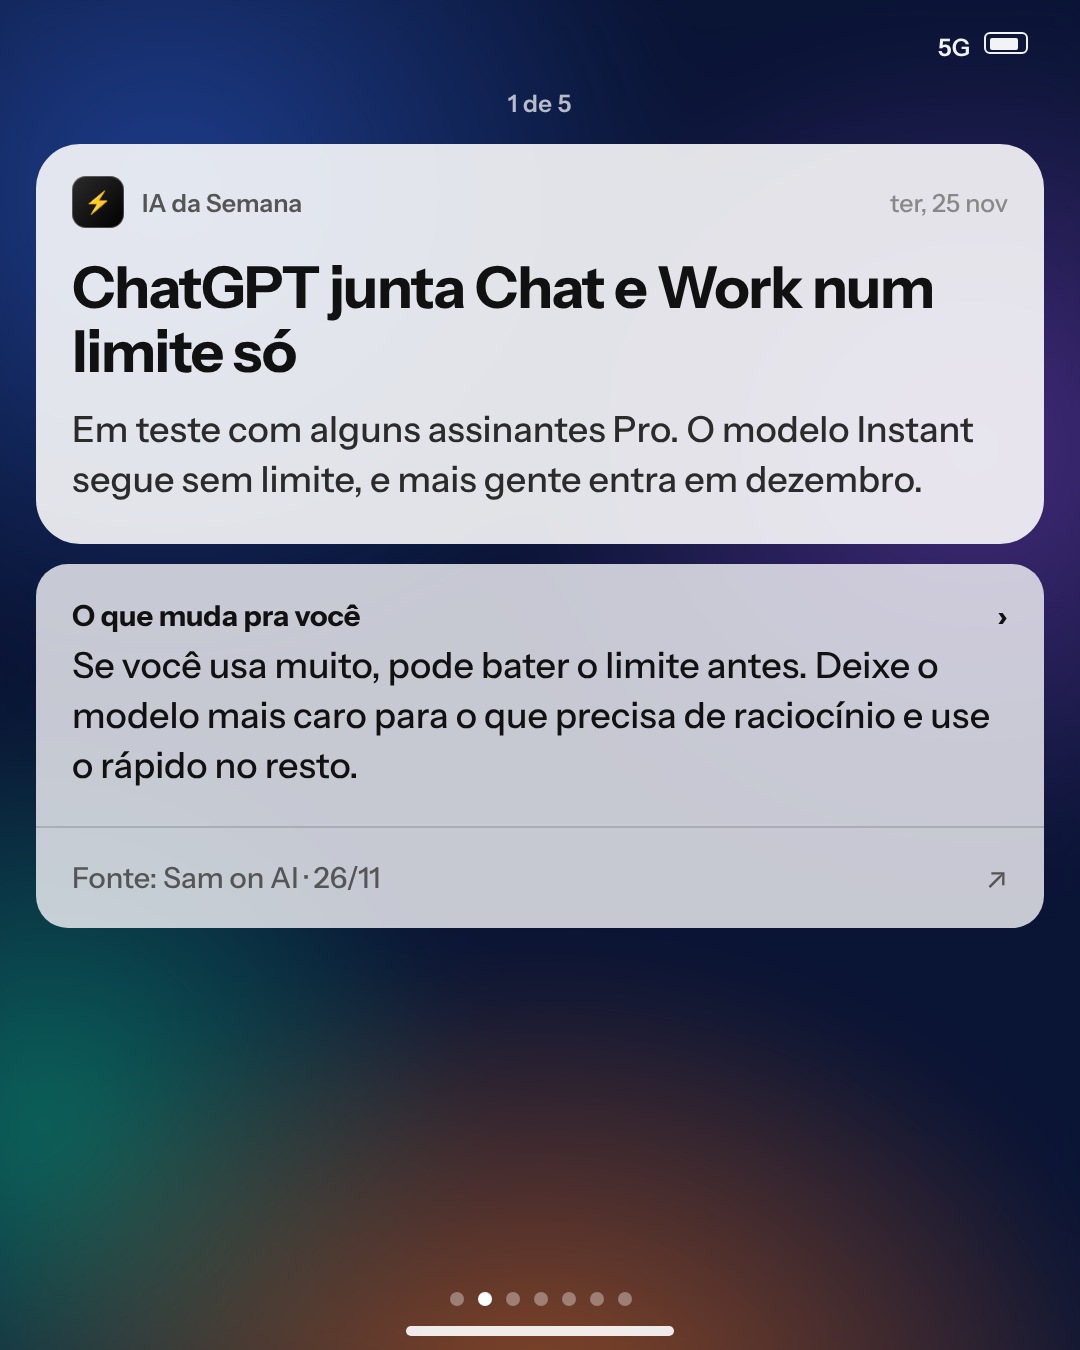 5G
1 de 5
IA da Semana
ter, 25 nov
ChatGPT junta Chat e Work num
limite só
Em teste com alguns assinantes Pro. O modelo Instant
segue sem limite, e mais gente entra em dezembro.
O que muda pra você
›
Se você usa muito, pode bater o limite antes. Deixe o
modelo mais caro para o que precisa de raciocínio e use
o rápido no resto.
Fonte: Sam on AI · 26/11
↗